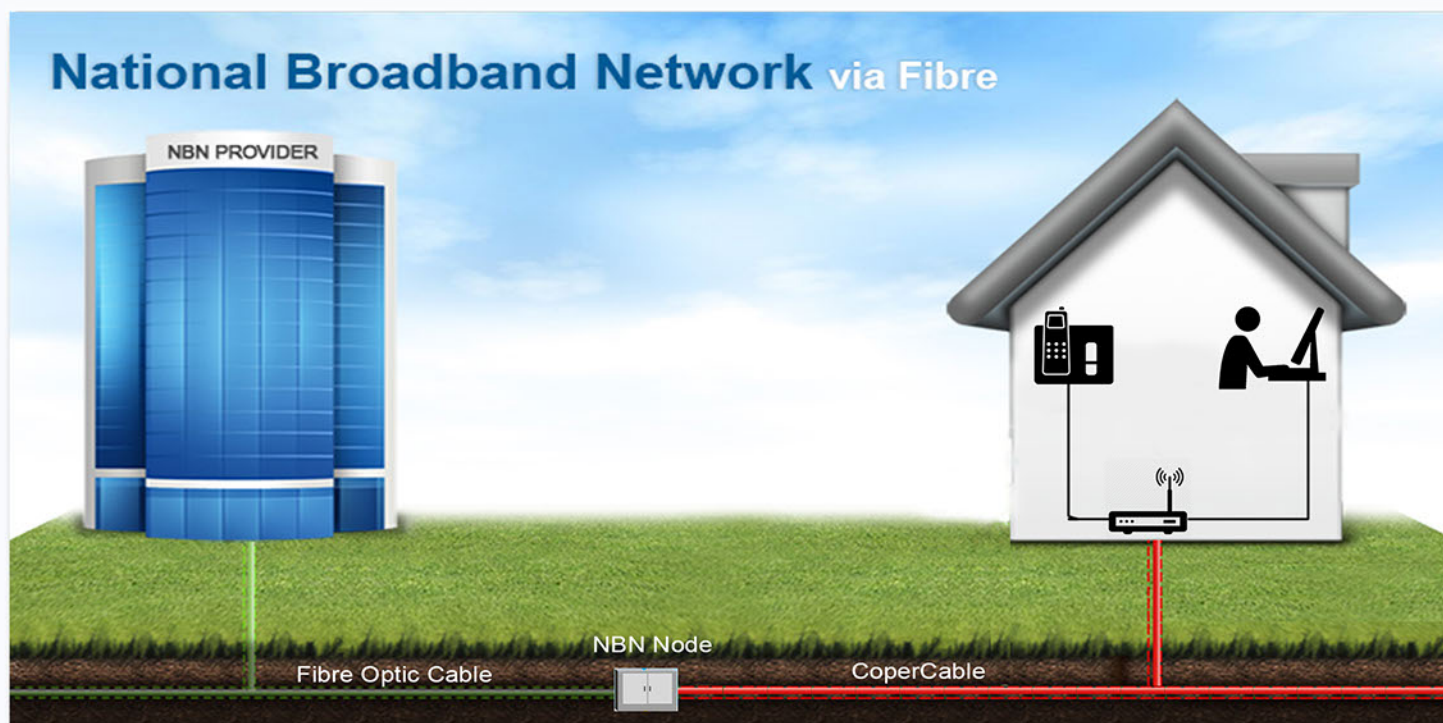 National Broadband Network via Fibre
NBN PROVIDER
NBN Node
Fibre Optic Cable
CoperCable